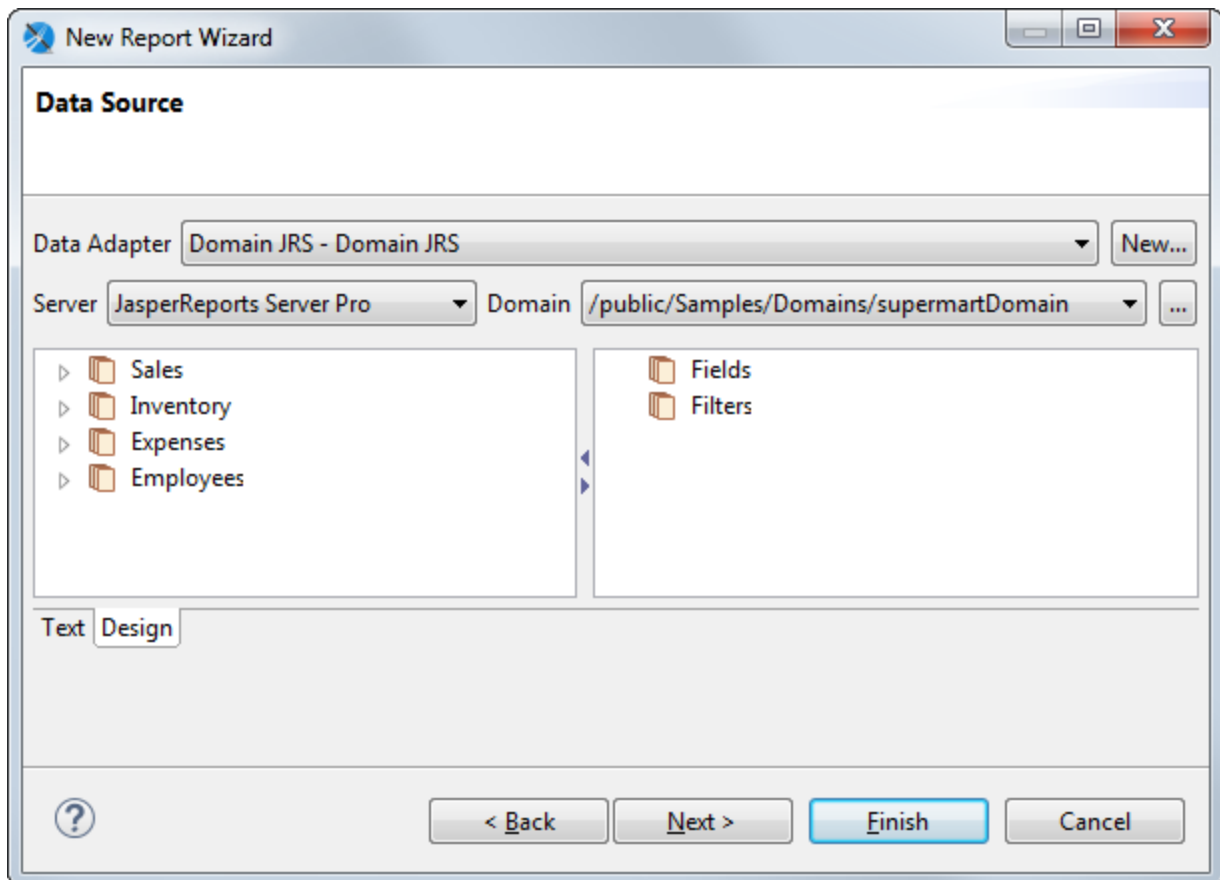 New Report Wizard
Data Source
Data Adapter Domain JRS - Domain JRS New...
Server JasperReports Server Pro Domain /public/Samples/Domains/supermartDomain ...
Sales Fields
Inventory Filters
Expenses
Employees
Text Design
? < Back Next > Finish Cancel